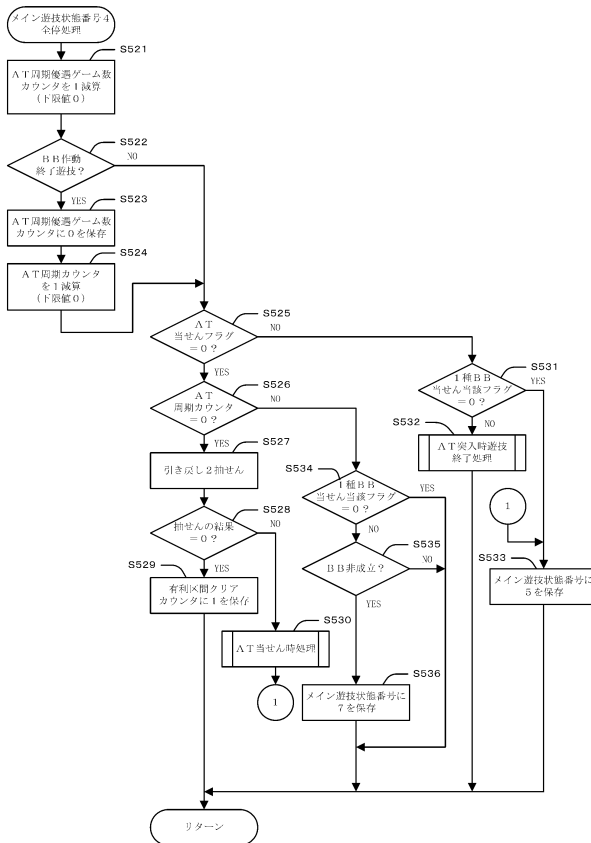 メイン遊技状態番号４
全停処理
S521
ＡＴ周期優遇ゲーム数
カウンタを１減算
（下限値０）
S522
ＢＢ作動
終了遊技？
NO
YES
S523
ＡＴ周期優遇ゲーム数
カウンタに０を保存
S524
ＡＴ周期カウンタ
を１減算
（下限値０）
S525
ＡＴ
当せんフラグ
＝０？
NO
YES
S526
ＡＴ
周期カウンタ
＝０？
NO
YES
S527
引き戻し２抽せん
S528
抽せんの結果
＝０？
NO
YES
S529
有利区間クリア
カウンタに１を保存
S530
ＡＴ当せん時処理
1
S531
１種ＢＢ
当せん当該フラグ
＝０？
YES
NO
S532
ＡＴ突入時遊技
終了処理
1
S533
メイン遊技状態番号に
５を保存
S534
１種ＢＢ
当せん当該フラグ
＝０？
YES
NO
S535
ＢＢ非成立？
NO
YES
S536
メイン遊技状態番号に
７を保存
リターン